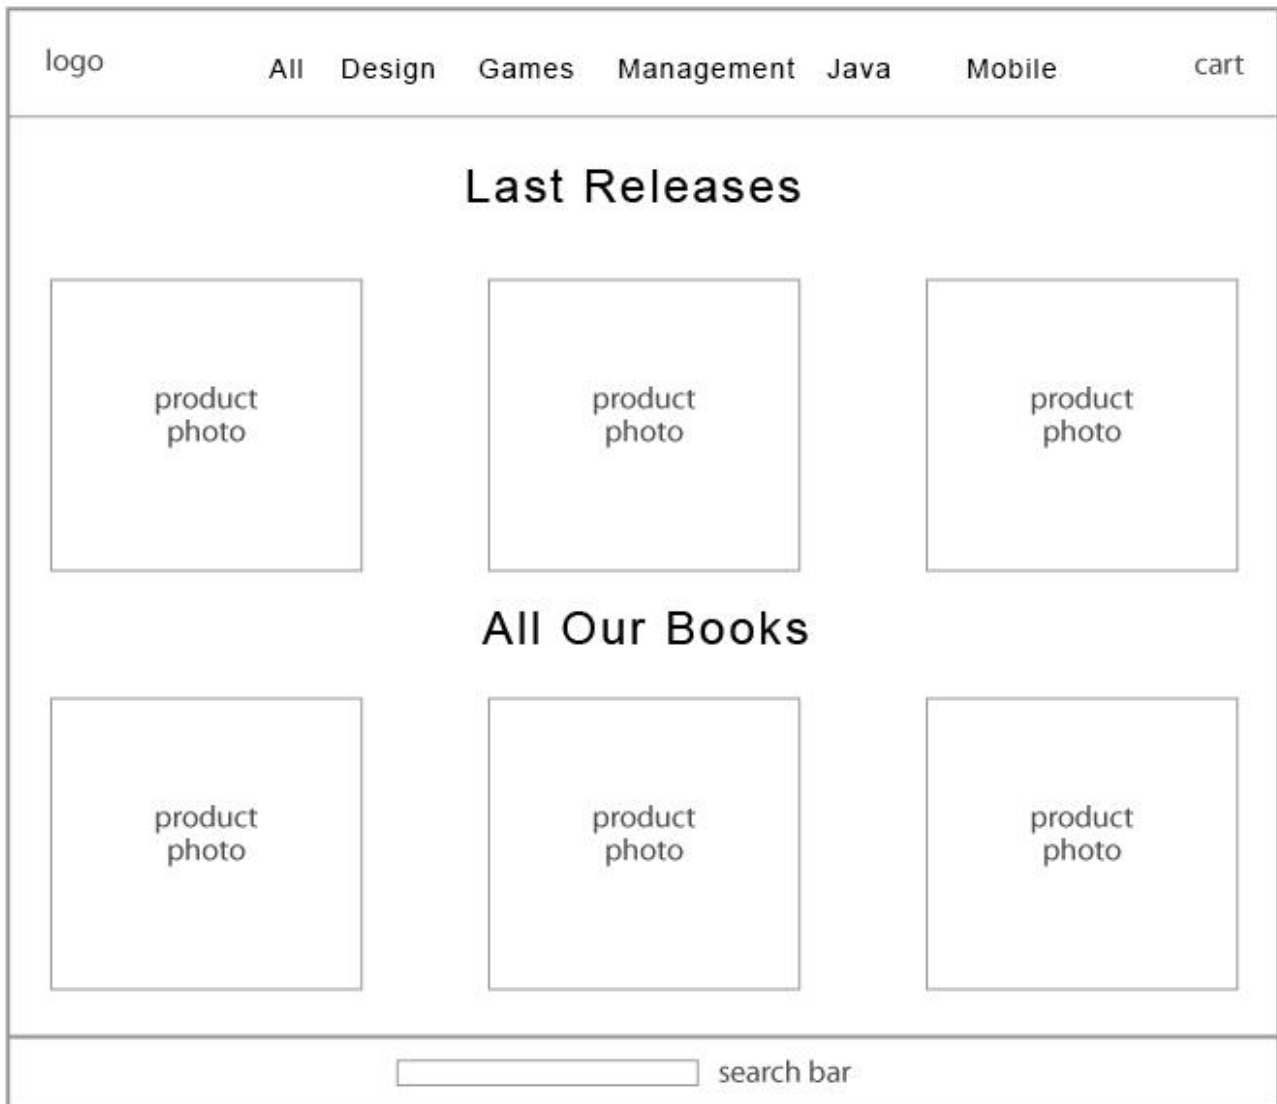 logo All Design Games Management Java Mobile cart
Last Releases
product product product
photo photo photo
All Our Books
product product product
photo photo photo
search bar